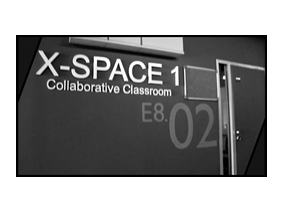 X-SPACE 1
Collaborative Classroom
E8.
02